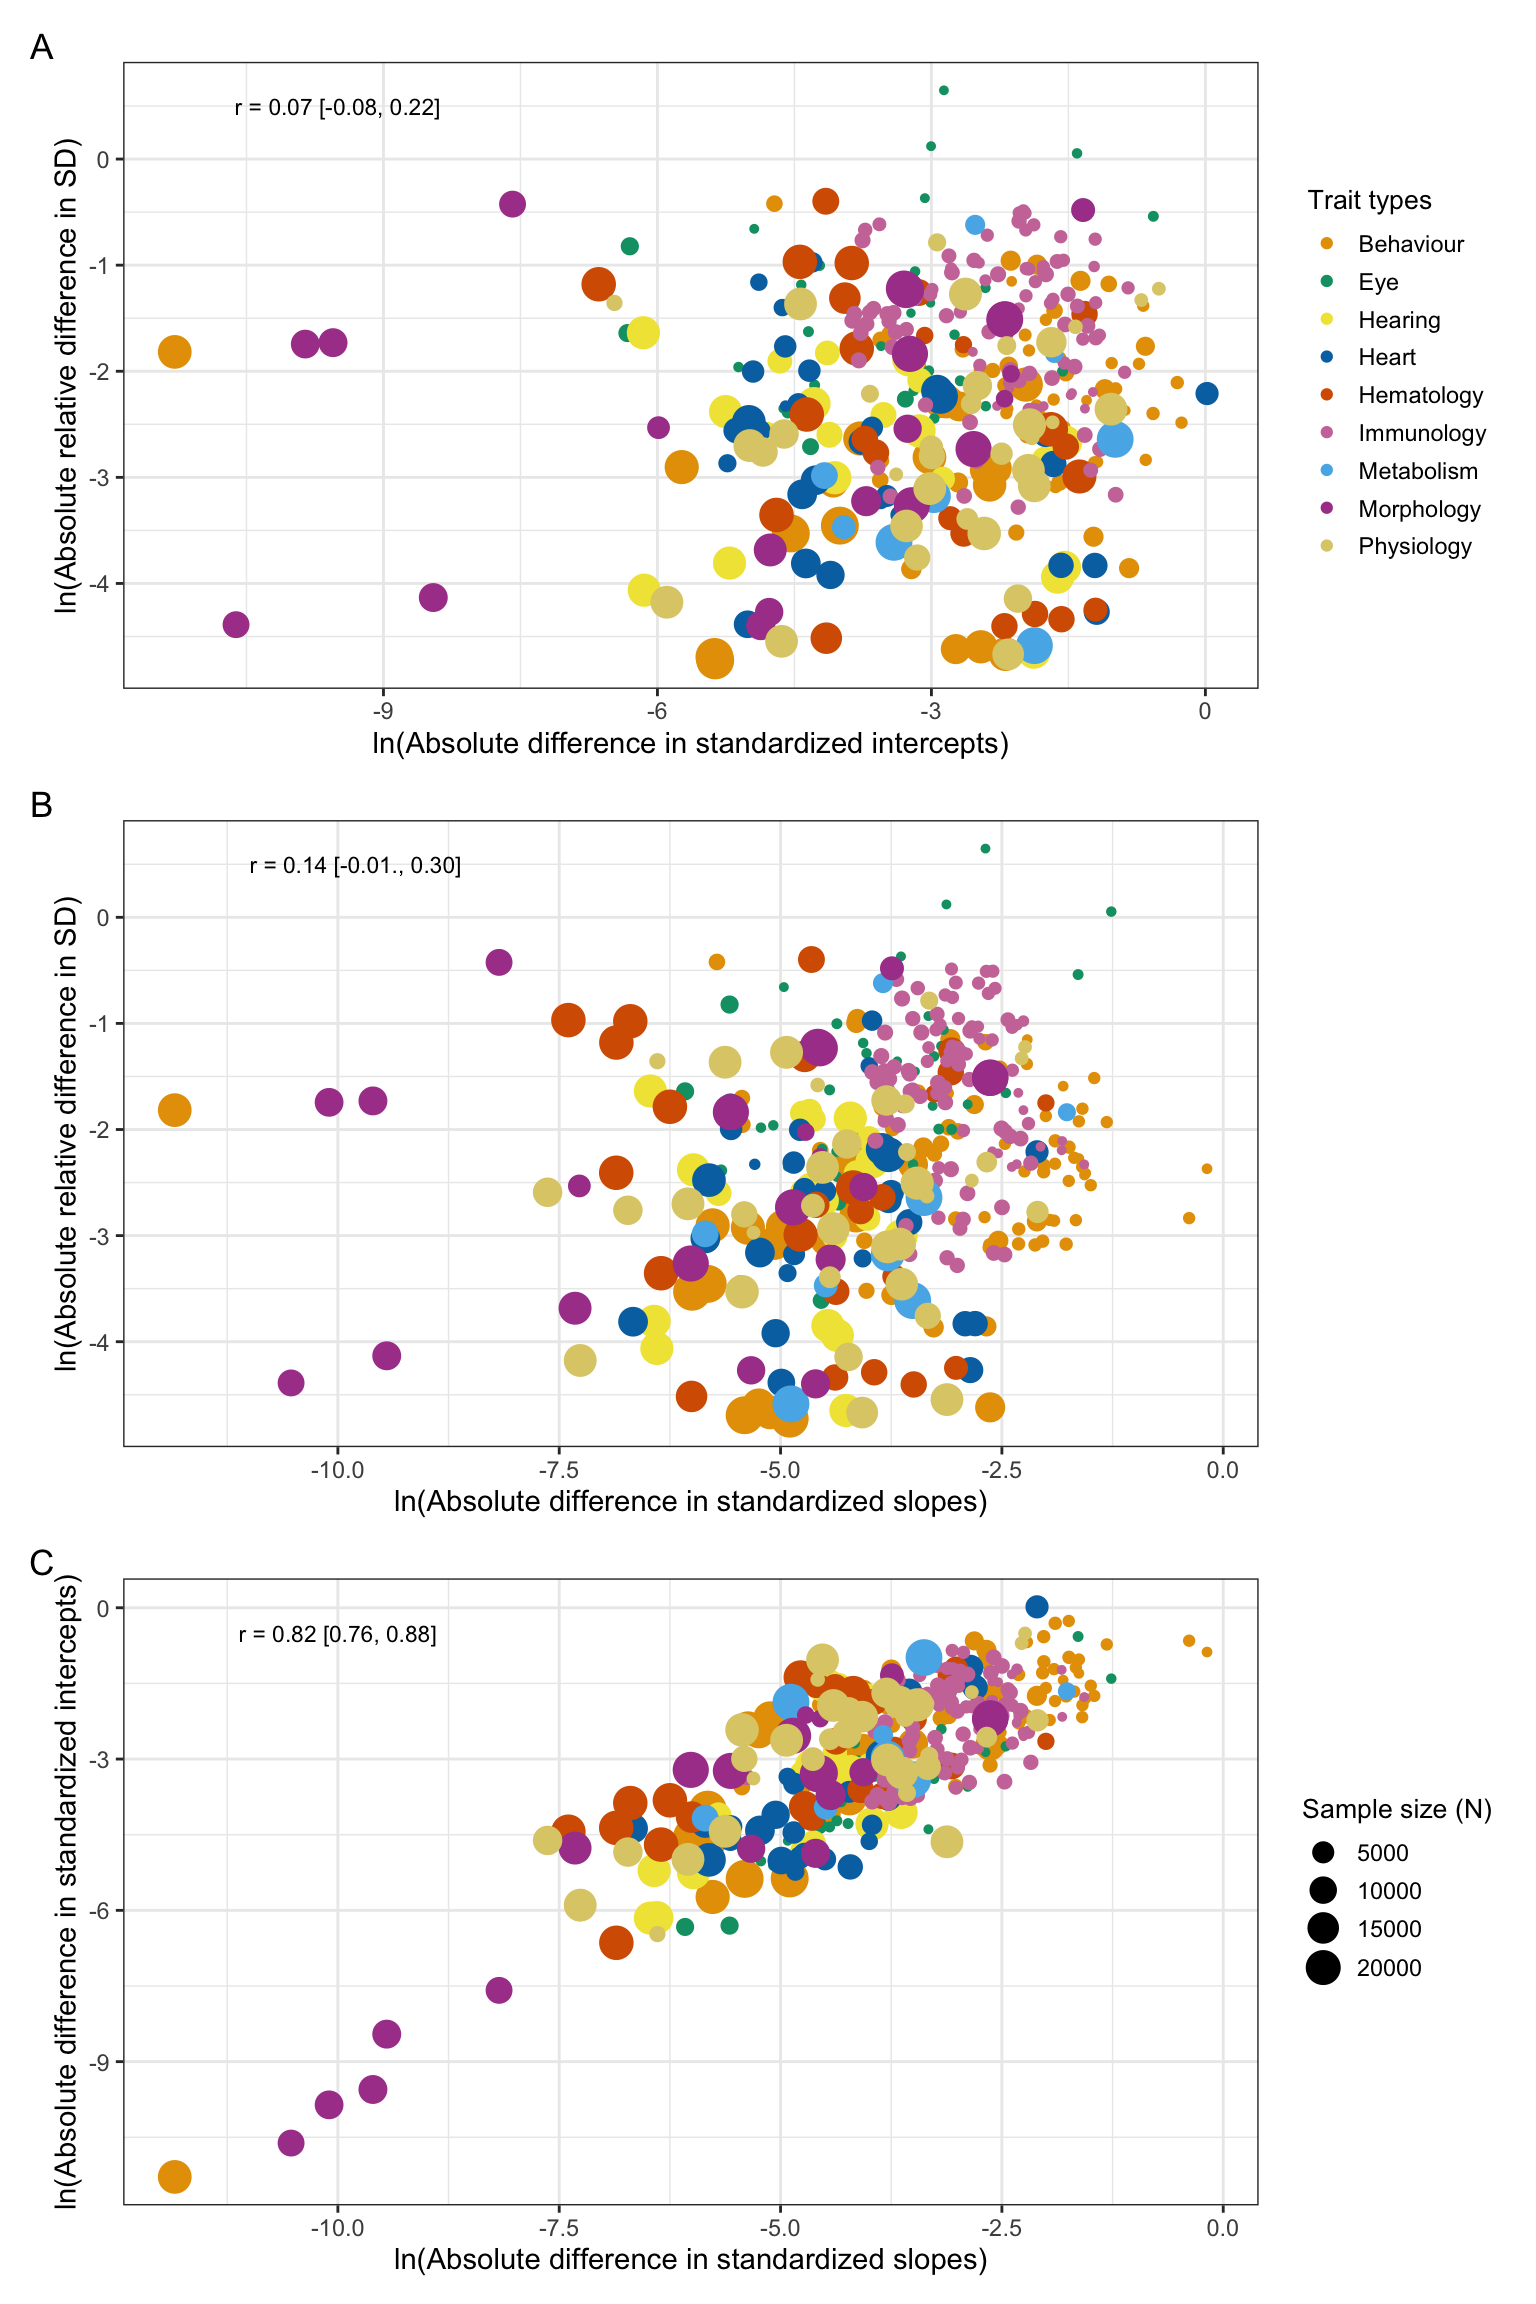 A
r = 0.07 [-0.08, 0.22]
ln(Absolute relative difference in SD)
0
-1
-2
-3
-4
-9
-6
-3
0
ln(Absolute difference in standardized intercepts)
Trait types
Behaviour
Eye
Hearing
Heart
Hematology
Immunology
Metabolism
Morphology
Physiology
B
r = 0.14 [-0.01., 0.30]
ln(Absolute relative difference in SD)
0
-1
-2
-3
-4
-10.0
-7.5
-5.0
-2.5
0.0
ln(Absolute difference in standardized slopes)
C
r = 0.82 [0.76, 0.88]
ln(Absolute difference in standardized intercepts)
0
-3
-6
-9
-10.0
-7.5
-5.0
-2.5
0.0
ln(Absolute difference in standardized slopes)
Sample size (N)
5000
10000
15000
20000